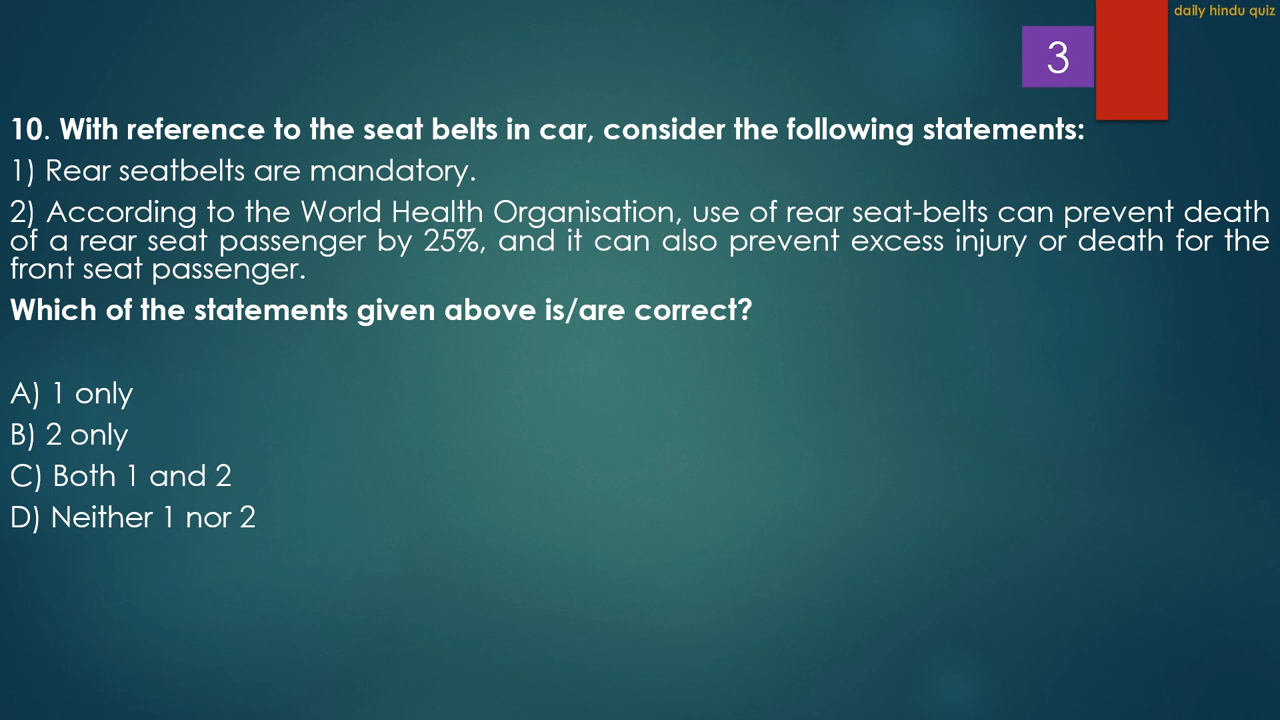 daily hindu quiz
3
10. With reference to the seat belts in car, consider the following statements:
1) Rear seatbelts are mandatory.
2) According to the World Health Organisation, use of rear seat-belts can prevent death
of a rear seat passenger by 25%, and it can also prevent excess injury or death for the
front seat passenger.
Which of the statements given above is/are correct?
A) 1 only
B) 2 only
C) Both 1 and 2
D) Neither 1 nor 2